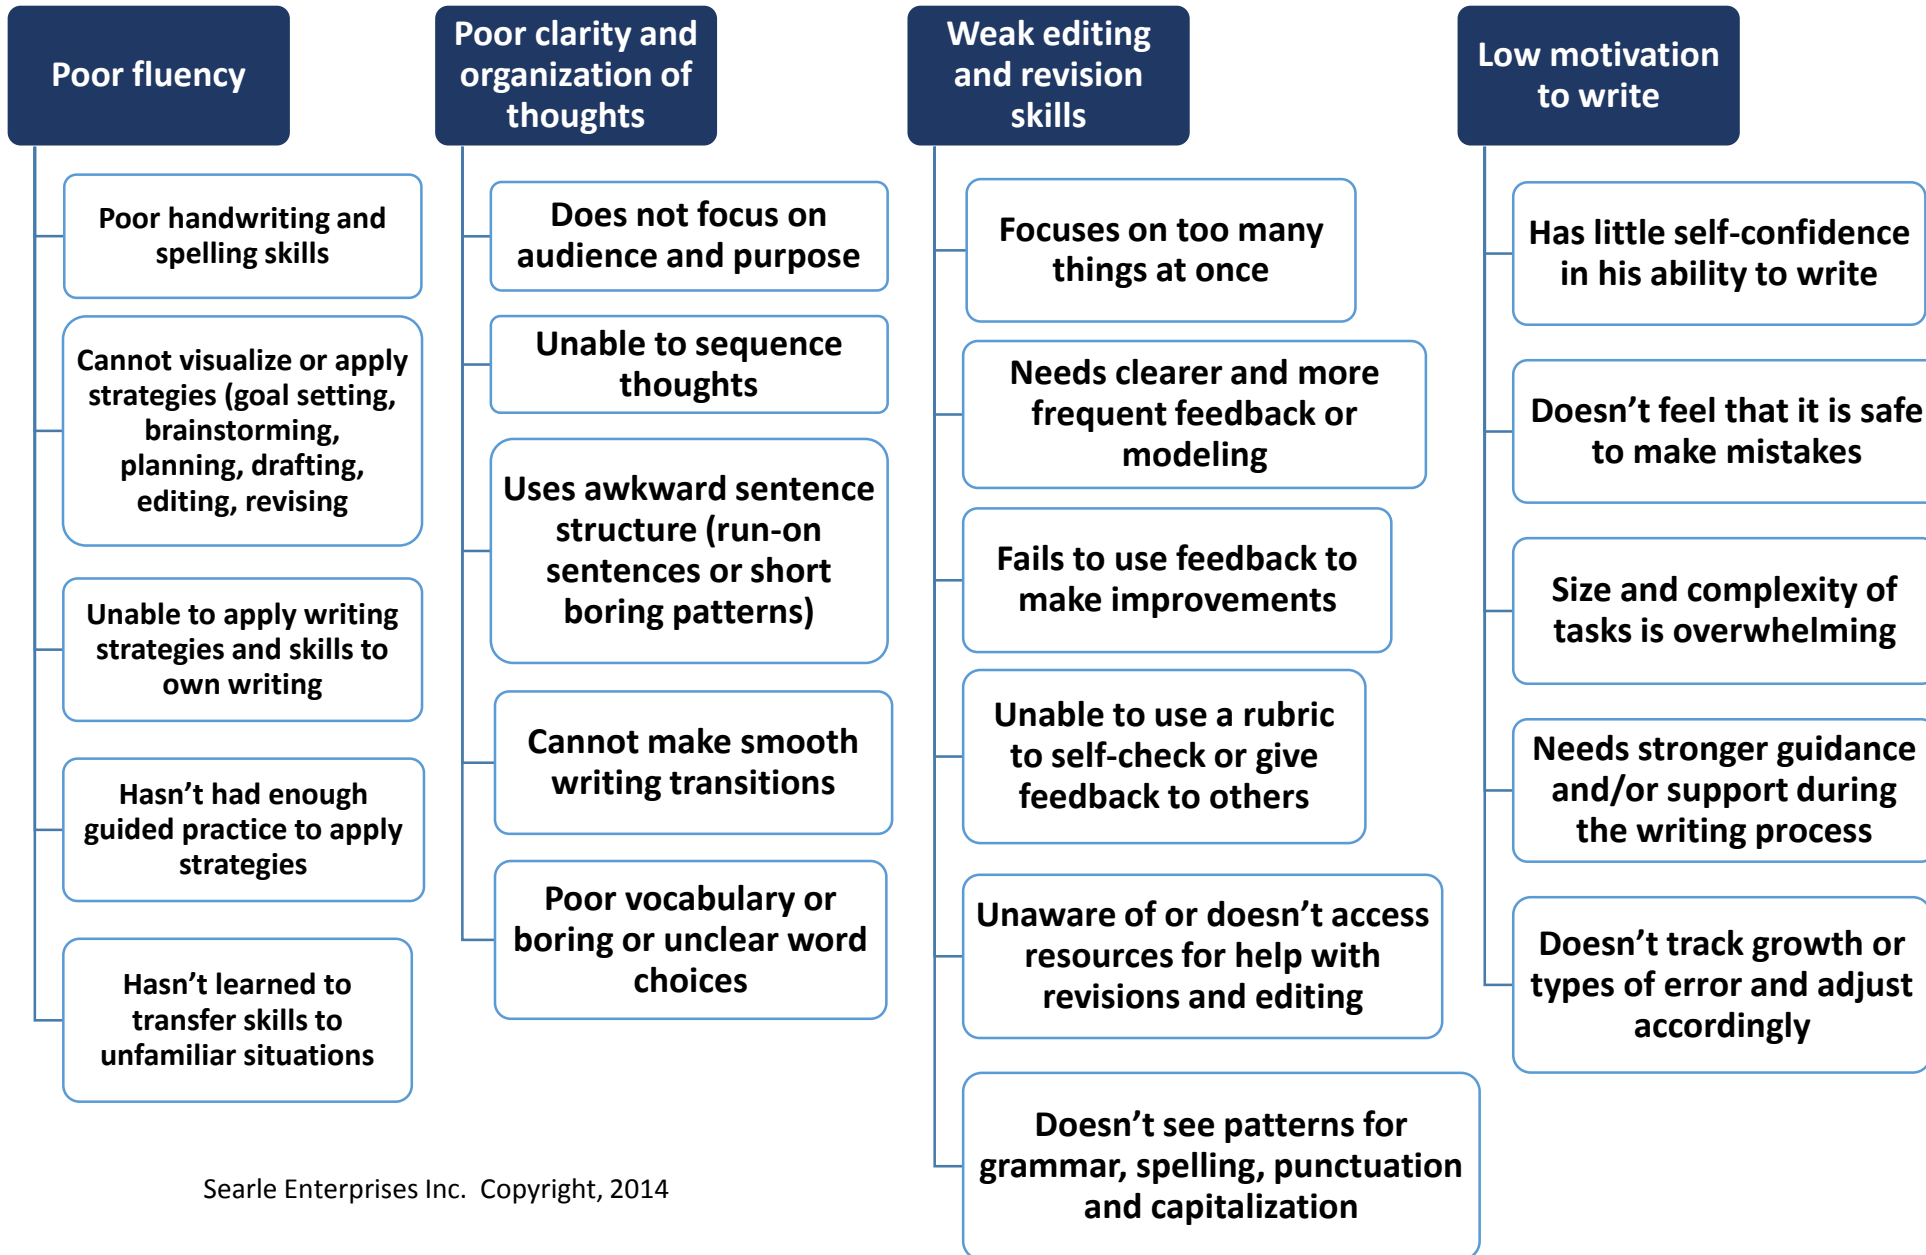 Poor fluency
Poor handwriting and
spelling skills
Cannot visualize or apply
strategies (goal setting,
brainstorming,
planning, drafting,
editing, revising
Unable to apply writing
strategies and skills to
own writing
Hasn’t had enough
guided practice to apply
strategies
Hasn’t learned to
transfer skills to
unfamiliar situations
Poor clarity and
organization of
thoughts
Does not focus on
audience and purpose
Unable to sequence
thoughts
Uses awkward sentence
structure (run-on
sentences or short
boring patterns)
Cannot make smooth
writing transitions
Poor vocabulary or
boring or unclear word
choices
Weak editing
and revision
skills
Focuses on too many
things at once
Needs clearer and more
frequent feedback or
modeling
Fails to use feedback to
make improvements
Unable to use a rubric
to self-check or give
feedback to others
Unaware of or doesn’t access
resources for help with
revisions and editing
Doesn’t see patterns for
grammar, spelling, punctuation
and capitalization
Low motivation
to write
Has little self-confidence
in his ability to write
Doesn’t feel that it is safe
to make mistakes
Size and complexity of
tasks is overwhelming
Needs stronger guidance
and/or support during
the writing process
Doesn’t track growth or
types of error and adjust
accordingly
Searle Enterprises Inc. Copyright, 2014